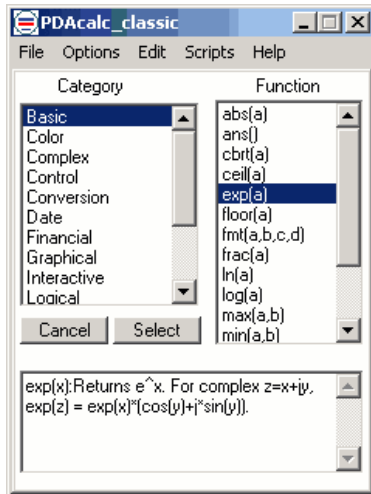 PDAcalc_classic
File Options Edit Scripts Help
Category
Function
Basic
Color
Complex
Control
Conversion
Date
Financial
Graphical
Interactive
Logical
abs(a)
ans()
cbrt(a)
ceil(a)
exp(a)
floor(a)
fmt(a,b,c,d)
frac(a)
ln(a)
log(a)
max(a,b)
min(a,b)
Cancel Select
exp(x):Returns e^x. For complex z=x+jy,
exp(z) = exp(x)*(cos(y)+j*sin(y)).